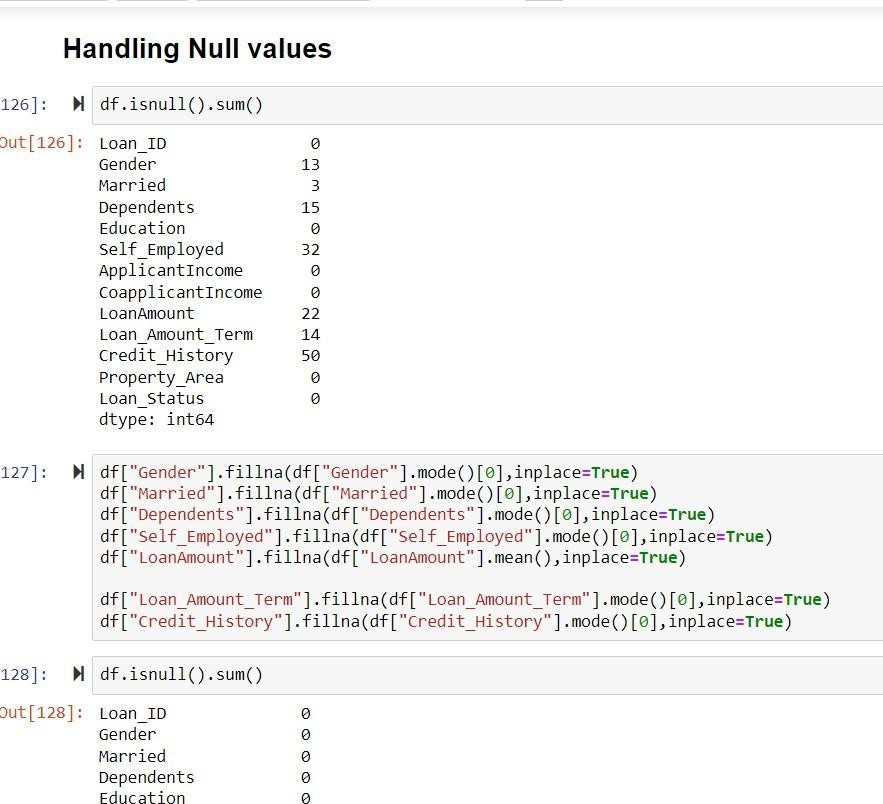 Handling Null values
126]:
df.isnull().sum()
Out[126]:
Loan_ID 0
Gender 13
Married 3
Dependents 15
Education 0
Self_Employed 32
ApplicantIncome 0
CoapplicantIncome 0
LoanAmount 22
Loan_Amount_Term 14
Credit_History 50
Property_Area 0
Loan_Status 0
dtype: int64
127]:
df["Gender"].fillna(df["Gender"].mode()[0],inplace=True)
df["Married"].fillna(df["Married"].mode()[0],inplace=True)
df["Dependents"].fillna(df["Dependents"].mode()[0],inplace=True)
df["Self_Employed"].fillna(df["Self_Employed"].mode()[0],inplace=True)
df["LoanAmount"].fillna(df["LoanAmount"].mean(),inplace=True)
df["Loan_Amount_Term"].fillna(df["Loan_Amount_Term"].mode()[0],inplace=True)
df["Credit_History"].fillna(df["Credit_History"].mode()[0],inplace=True)
128]:
df.isnull().sum()
Out[128]:
Loan_ID 0
Gender 0
Married 0
Dependents 0
Education 0